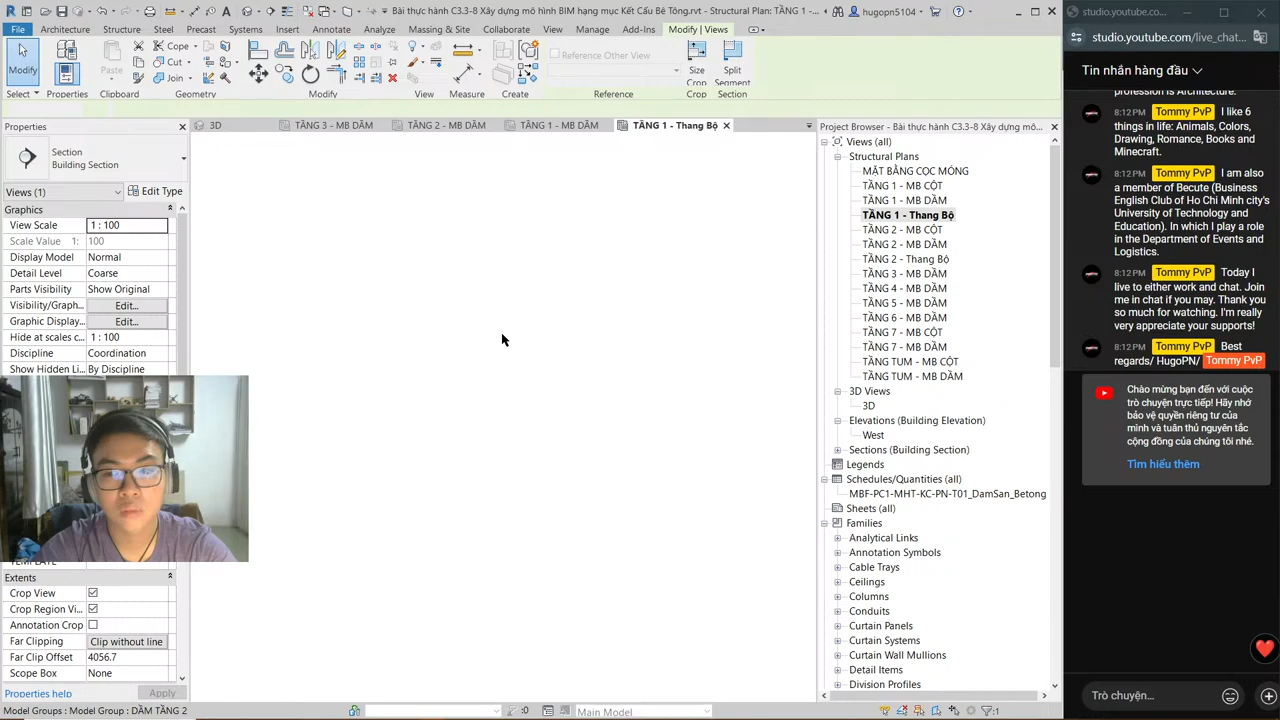 Bài thực hành C3.3-8 Xây dựng mô hình BIM hạng mục Kết Cấu Bê Tông.rvt - Structural Plan: TẦNG 1 -...
hugopn5104
File Architecture Structure Steel Precast Systems Insert Annotate Analyze Massing & Site Collaborate View Manage Add-Ins Modify | Views
Modify
Paste
Cope
Cut
Join
Reference Other View
Size Crop
Split Segment
Select Properties Clipboard Geometry Modify View Measure Create Reference Crop Section
Properties
3D
TẦNG 3 - MB DẦM
TẦNG 2 - MB DẦM
TẦNG 1 - MB DẦM
TẦNG 1 - Thang Bộ
Section
Building Section
Views (1)
Edit Type
Graphics
View Scale 1 : 100
Scale Value 1: 100
Display Model Normal
Detail Level Coarse
Parts Visibility Show Original
Visibility/Graph... Edit...
Graphic Display... Edit...
Hide at scales c... 1 : 100
Discipline Coordination
Show Hidden Li... By Discipline
Extents
Crop View
Crop Region Vi...
Annotation Crop
Far Clipping Clip without line
Far Clip Offset 4056.7
Scope Box None
Properties help
Apply
Model Groups : Model Group : DẦM TẦNG 2
:0
Main Model
:1
Project Browser - Bài thực hành C3.3-8 Xây dựng mô...
Views (all)
Structural Plans
MẶT BẰNG CỌC MÓNG
TẦNG 1 - MB CỘT
TẦNG 1 - MB DẦM
TẦNG 1 - Thang Bộ
TẦNG 2 - MB CỘT
TẦNG 2 - MB DẦM
TẦNG 2 - Thang Bộ
TẦNG 3 - MB DẦM
TẦNG 4 - MB DẦM
TẦNG 5 - MB DẦM
TẦNG 6 - MB DẦM
TẦNG 7 - MB CỘT
TẦNG 7 - MB DẦM
TẦNG TUM - MB CỘT
TẦNG TUM - MB DẦM
3D Views
3D
Elevations (Building Elevation)
West
Sections (Building Section)
Legends
Schedules/Quantities (all)
MBF-PC1-MHT-KC-PN-T01_DamSan_Betong
Sheets (all)
Families
Analytical Links
Annotation Symbols
Cable Trays
Ceilings
Columns
Conduits
Curtain Panels
Curtain Systems
Curtain Wall Mullions
Detail Items
Division Profiles
studio.youtube.co...
studio.youtube.com/live_chat...
Tin nhắn hàng đầu
profession is Architecture.
8:12 PM Tommy PvP I like 6
things in life: Animals, Colors,
Drawing, Romance, Books and
Minecraft.
8:12 PM Tommy PvP I am also
a member of Becute (Business
English Club of Ho Chi Minh city's
University of Technology and
Education). In which I play a role
in the Department of Events and
Logistics.
8:12 PM Tommy PvP Today I
live to either work and chat. Join
me in chat if you may. Thank you
so much for watching. I'm really
very appreciate your supports!
8:12 PM Tommy PvP Best
regards/ HugoPN/ Tommy PvP
Chào mừng bạn đến với cuộc
trò chuyện trực tiếp! Hãy nhớ
bảo vệ quyền riêng tư của
mình và tuân thủ nguyên tắc
cộng đồng của chúng tôi nhé.
Tìm hiểu thêm
Trò chuyện...